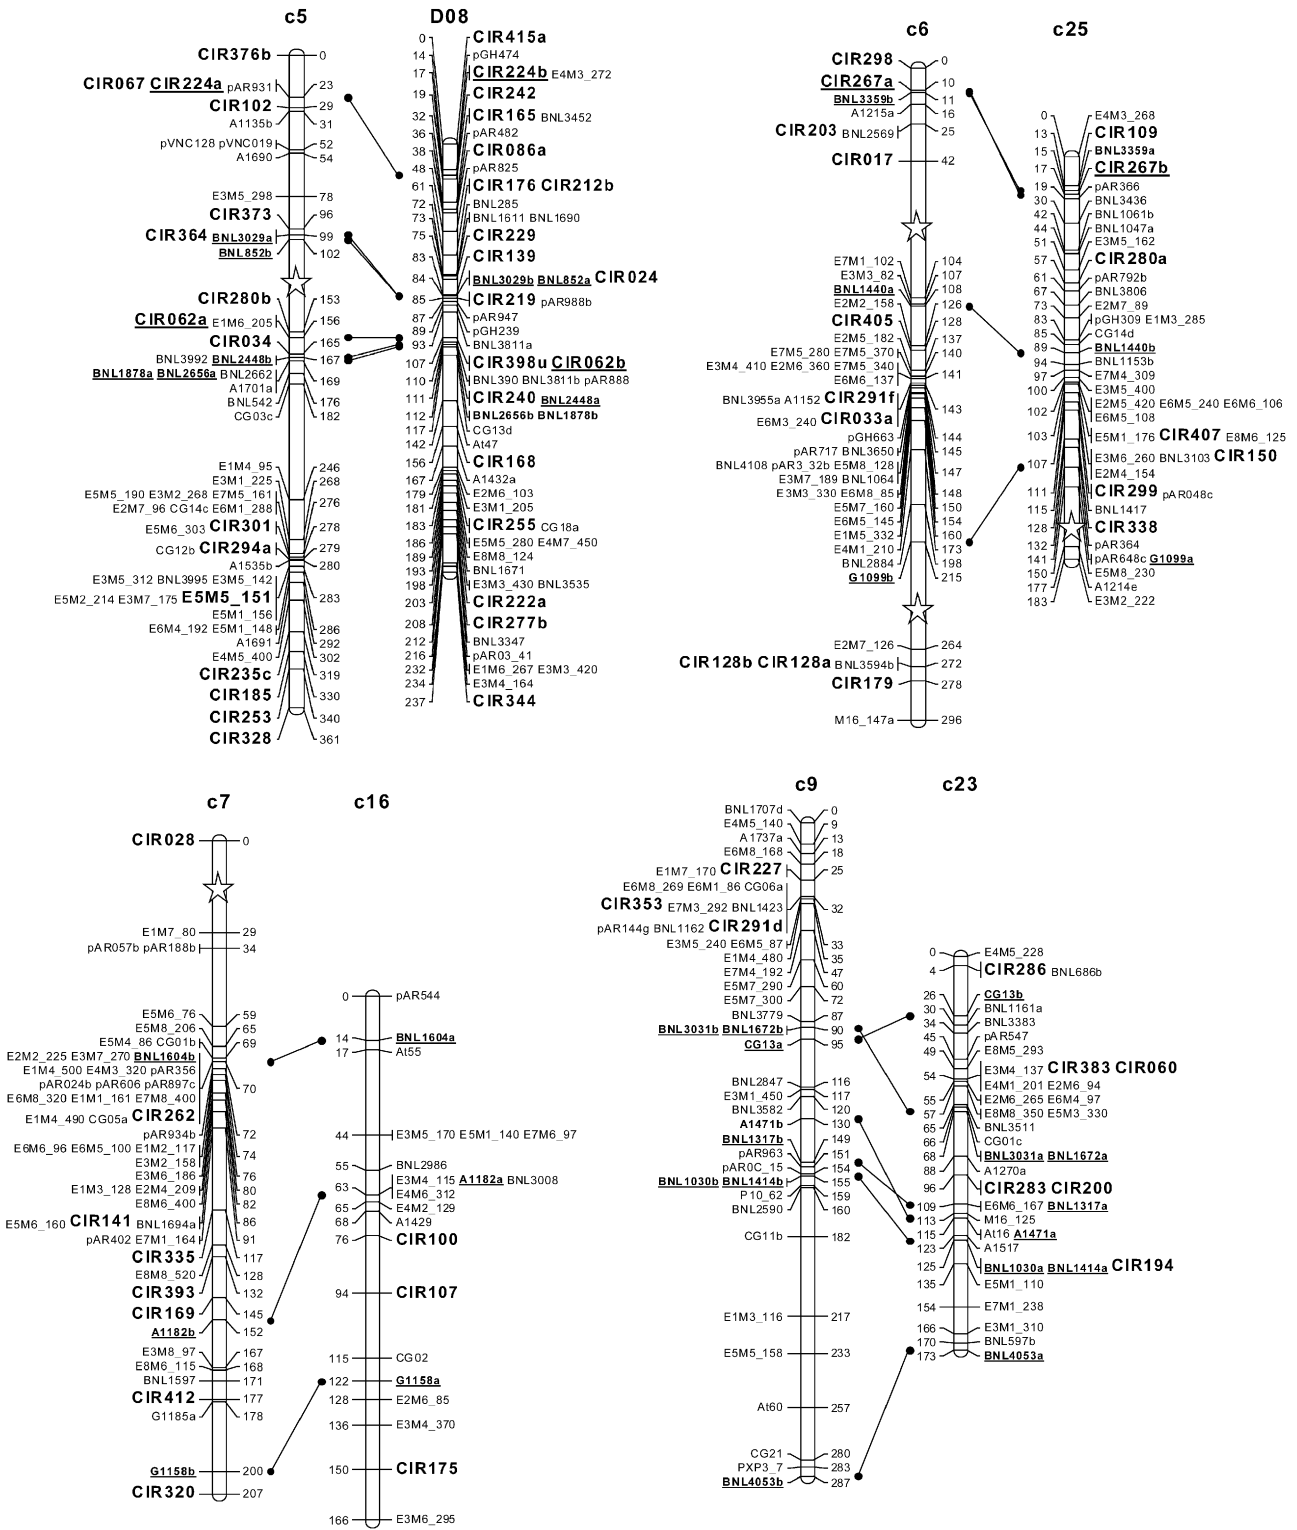 c5
CIR376b 0
CIR067 CIR224a pAR931 23
CIR102 29
A1135b 31
pVNC128 pVNC019 52
A1690 54
E3M5_298 78
CIR373 96
CIR364 BNL3029a 99
BNL852b 102
CIR280b 153
CIR062a E1M6_205 156
CIR034 165
BNL3992 BNL2448b 167
BNL1878a BNL2656a BNL2662 169
A1701a
BNL542 176
CG03c 182
E1M4_95 246
E3M1_225 268
E5M5_190 E3M2_268 E7M5_161 276
E2M7_96 CG14c E6M1_288
E5M6_303 CIR301 278
CG12b CIR294a 279
A1535b 280
E3M5_312 BNL3995 E3M5_142
E5M2_214 E3M7_175 E5M5_151 283
E5M1_156
E6M4_192 E5M1_148 286
A1691 292
E4M5_400 302
CIR235c 319
CIR185 330
CIR253 340
CIR328 361
D08
0 CIR415a
14 pGH474
17 CIR224b E4M3_272
19 CIR242
32 CIR165 BNL3452
36 pAR482
38 CIR086a
48 pAR825
61 CIR176 CIR212b
72 BNL285
73 BNL1611 BNL1690
75 CIR229
83 CIR139
84 BNL3029b BNL852a CIR024
85 CIR219 pAR988b
87 pAR947
89 pGH239
93 BNL3811a
107 CIR398u CIR062b
110 BNL390 BNL3811b pAR888
111 CIR240 BNL2448a
112 BNL2656b BNL1878b
117 CG13d
142 At47
156 CIR168
167 A1432a
179 E2M6_103
181 E3M1_205
183 CIR255 CG18a
186 E5M5_280 E4M7_450
189 E8M8_124
193 BNL1671
198 E3M3_430 BNL3535
203 CIR222a
208 CIR277b
212 BNL3347
216 pAR03_41
232 E1M6_267 E3M3_420
234 E3M4_164
237 CIR344
c6
CIR298 0
CIR267a 10
BNL3359b 11
A1215a 16
CIR203 BNL2569 25
CIR017 42
E7M1_102 104
E3M3_82 107
BNL1440a 108
E2M2_158 126
CIR405 128
E2M5_182 137
E7M5_280 E7M5_370 140
E3M4_410 E2M6_360 E7M5_340 141
E6M6_137
BNL3955a A1152 CIR291f 143
E6M3_240 CIR033a
pGH663 144
pAR717 BNL3650 145
BNL4108 pAR3_32b E5M8_128 147
E3M7_189 BNL1064
E3M3_330 E6M8_85 148
E5M7_160 150
E6M5_145 154
E1M5_332 160
E4M1_210 173
BNL2884 198
G1099b 215
E2M7_126 264
CIR128b CIR128a BNL3594b 272
CIR179 278
M16_147a 296
c25
0 E4M3_268
13 CIR109
15 BNL3359a
17 CIR267b
19 pAR366
30 BNL3436
42 BNL1061b
44 BNL1047a
51 E3M5_162
57 CIR280a
61 pAR792b
67 BNL3806
73 E2M7_89
83 pGH309 E1M3_285
85 CG14d
89 BNL1440b
94 BNL1153b
97 E7M4_309
100 E3M5_400
102 E2M5_420 E6M5_240 E6M6_106
E6M5_108
103 E5M1_176 CIR407 E8M6_125
107 E3M6_260 BNL3103 CIR150
E2M4_154
111 CIR299 pAR048c
115 BNL1417
128 CIR338
132 pAR364
141 pAR648c G1099a
150 E5M8_230
177 A1214e
183 E3M2_222
c7
CIR028 0
E1M7_80 29
pAR057b pAR188b 34
E5M6_76 59
E5M8_206 65
E5M4_86 CG01b 69
E2M2_225 E3M7_270 BNL1604b
E1M4_500 E4M3_320 pAR356
pAR024b pAR606 pAR897c 70
E6M8_320 E1M1_161 E7M8_400
E1M4_490 CG05a CIR262
pAR934b 72
E6M6_96 E6M5_100 E1M2_117 74
E3M2_158
E3M6_186 76
E1M3_128 E2M4_209 80
E8M6_400 82
E5M6_160 CIR141 BNL1694a 86
pAR402 E7M1_164 91
CIR335 117
E8M8_520 128
CIR393 132
CIR169 145
A1182b 152
E3M8_97 167
E8M6_115 168
BNL1597 171
CIR412 177
G1185a 178
G1158b 200
CIR320 207
c16
0 pAR544
14 BNL1604a
17 At55
44 E3M5_170 E5M1_140 E7M6_97
55 BNL2986
63 E3M4_115 A1182a BNL3008
E4M6_312
65 E4M2_129
68 A1429
76 CIR100
94 CIR107
115 CG02
122 G1158a
128 E2M6_85
136 E3M4_370
150 CIR175
166 E3M6_295
c9
BNL1707d 0
E4M5_140 9
A1737a 13
E6M8_168 18
E1M7_170 CIR227 25
E6M8_269 E6M1_86 CG06a
CIR353 E7M3_292 BNL1423 32
pAR144g BNL1162 CIR291d
E3M5_240 E6M5_87 33
E1M4_480 35
E7M4_192 47
E5M7_290 60
E5M7_300 72
BNL3779 87
BNL3031b BNL1672b 90
CG13a 95
BNL2847 116
E3M1_450 117
BNL3582 120
A1471b 130
BNL1317b 149
pAR963 151
pAR0C_15 154
BNL1030b BNL1414b 155
P10_62 159
BNL2590 160
CG11b 182
E1M3_116 217
E5M5_158 233
At60 257
CG21 280
PXP3_7 283
BNL4053b 287
c23
0 E4M5_228
4 CIR286 BNL686b
26 CG13b
30 BNL1161a
34 BNL3383
45 pAR547
49 E8M5_293
54 E3M4_137 CIR383 CIR060
E4M1_201 E2M6_94
55 E2M6_265 E6M4_97
57 E8M8_350 E5M3_330
65 BNL3511
66 CG01c
68 BNL3031a BNL1672a
88 A1270a
96 CIR283 CIR200
109 E6M6_167 BNL1317a
113 M16_125
115 At16 A1471a
123 A1517
125 BNL1030a BNL1414a CIR194
135 E5M1_110
154 E7M1_238
166 E3M1_310
170 BNL597b
173 BNL4053a